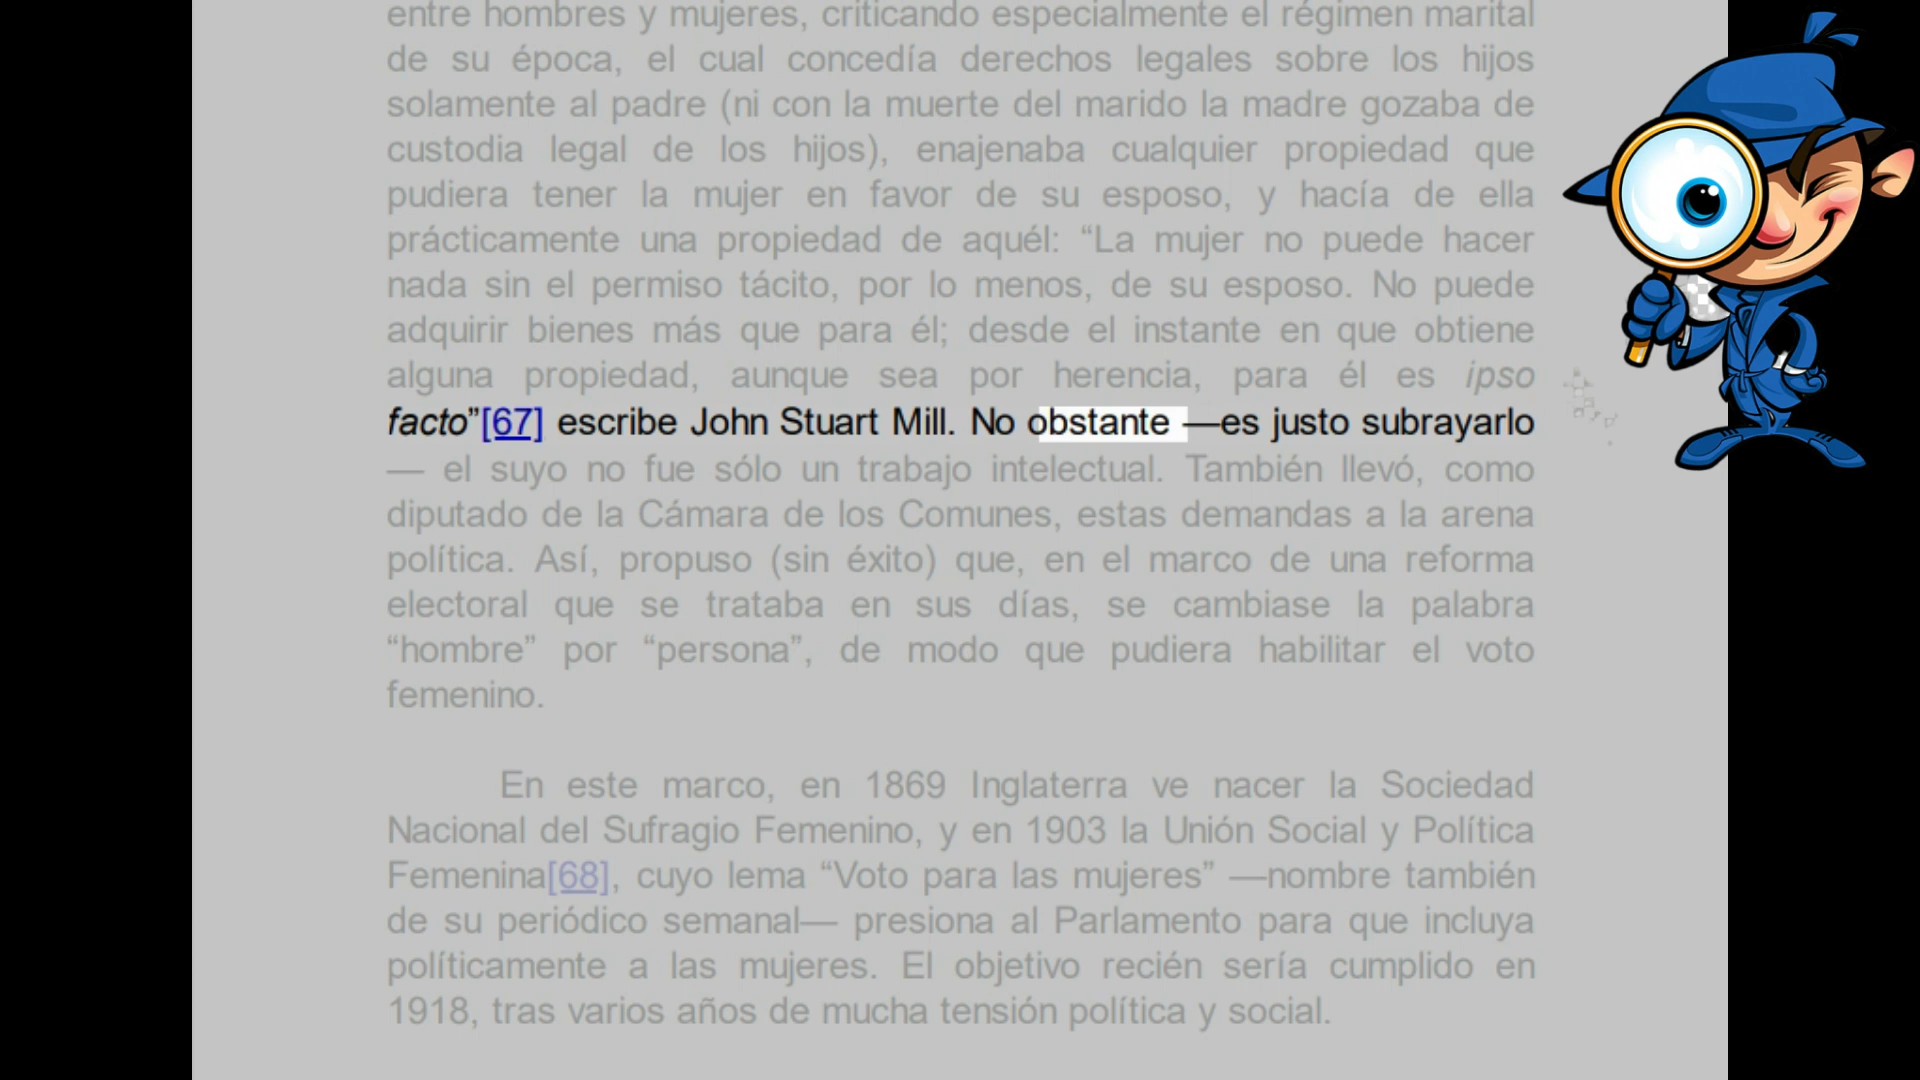 entre hombres y mujeres, criticando especialmente el régimen marital
de su época, el cual concedía derechos legales sobre los hijos
solamente al padre (ni con la muerte del marido la madre gozaba de
custodia legal de los hijos), enajenaba cualquier propiedad que
pudiera tener la mujer en favor de su esposo, y hacía de ella
prácticamente una propiedad de aquél: “La mujer no puede hacer
nada sin el permiso tácito, por lo menos, de su esposo. No puede
adquirir bienes más que para él; desde el instante en que obtiene
alguna propiedad, aunque sea por herencia, para él es ipso
facto”[67] escribe John Stuart Mill. No obstante —es justo subrayarlo
— el suyo no fue sólo un trabajo intelectual. También llevó, como
diputado de la Cámara de los Comunes, estas demandas a la arena
política. Así, propuso (sin éxito) que, en el marco de una reforma
electoral que se trataba en sus días, se cambiase la palabra
“hombre” por “persona”, de modo que pudiera habilitar el voto
femenino.
En este marco, en 1869 Inglaterra ve nacer la Sociedad
Nacional del Sufragio Femenino, y en 1903 la Unión Social y Política
Femenina[68], cuyo lema “Voto para las mujeres” —nombre también
de su periódico semanal— presiona al Parlamento para que incluya
políticamente a las mujeres. El objetivo recién sería cumplido en
1918, tras varios años de mucha tensión política y social.